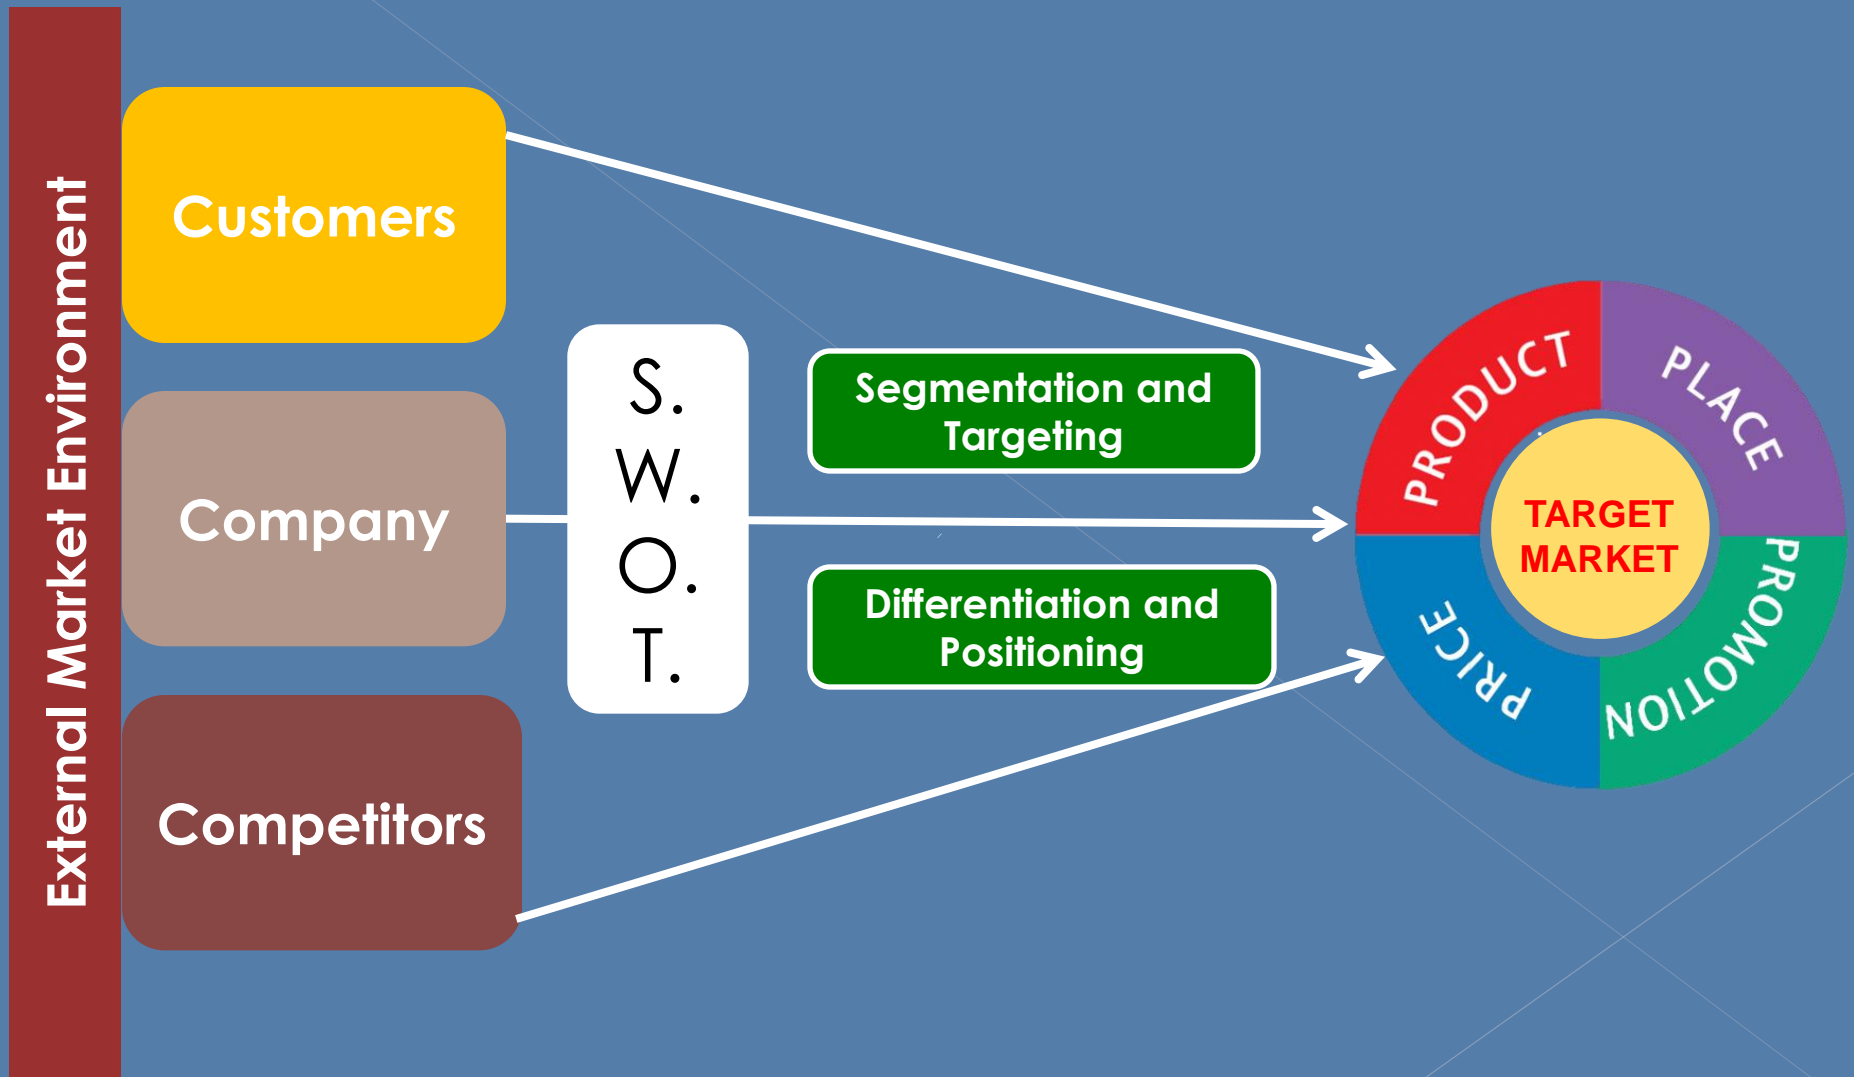 External Market Environment
Customers
Company
Competitors
S.
W.
O.
T.
Segmentation and
Targeting
Differentiation and
Positioning
PRODUCT
PLACE
PRICE
PROMOTION
TARGET
MARKET